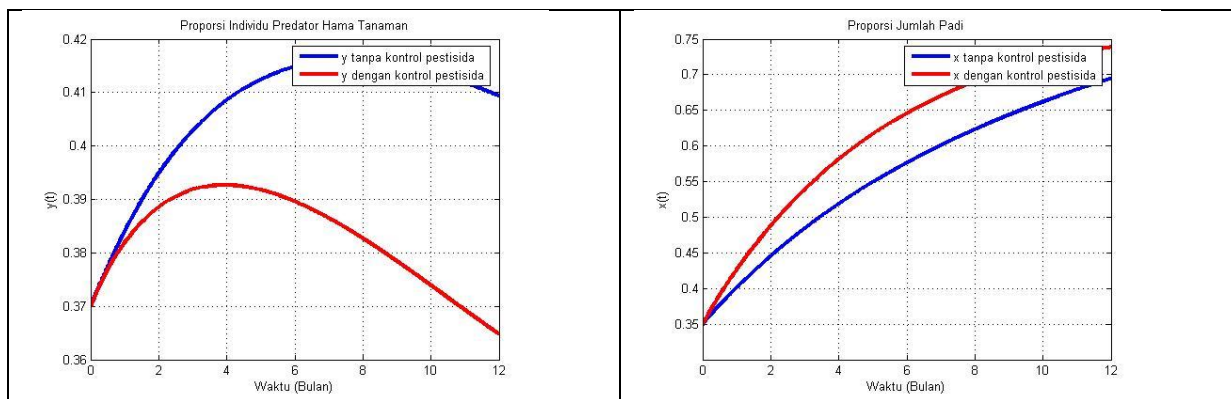 Proporsi Individu Predator Hama Tanaman
0.42
0.41
0.4
0.39
0.38
0.37
0.36
y(t)
y tanpa kontrol pestisida
y dengan kontrol pestisida
0 2 4 6 8 10 12
Waktu (Bulan)
Proporsi Jumlah Padi
0.75
0.7
0.65
0.6
0.55
0.5
0.45
0.4
0.35
x(t)
x tanpa kontrol pestisida
x dengan kontrol pestisida
0 2 4 6 8 10 12
Waktu (Bulan)